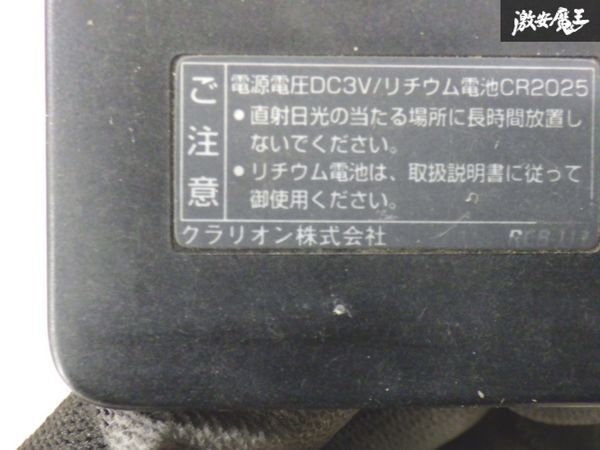 激安魔王
ご注意
電源電圧DC3V/リチウム電池CR2025
●直射日光の当たる場所に長時間放置し
ないでください。
●リチウム電池は、取扱説明書に従って
御使用ください。
クラリオン株式会社